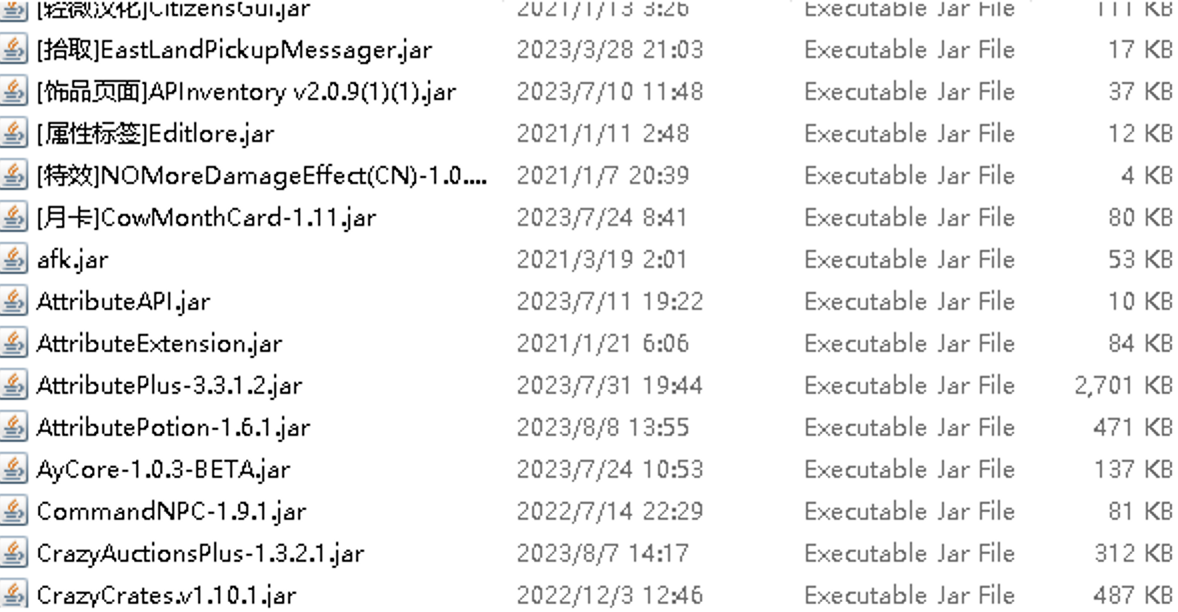 [轻微汉化]CitizensGui.jar 2021/1/13 3:26 Executable Jar File 111 KB
[拾取]EastLandPickupMessager.jar 2023/3/28 21:03 Executable Jar File 17 KB
[饰品页面]APInventory v2.0.9(1)(1).jar 2023/7/10 11:48 Executable Jar File 37 KB
[属性标签]Editlore.jar 2021/1/11 2:48 Executable Jar File 12 KB
[特效]NOMoreDamageEffect(CN)-1.0.... 2021/1/7 20:39 Executable Jar File 4 KB
[月卡]CowMonthCard-1.11.jar 2023/7/24 8:41 Executable Jar File 80 KB
afk.jar 2021/3/19 2:01 Executable Jar File 53 KB
AttributeAPI.jar 2023/7/11 19:22 Executable Jar File 10 KB
AttributeExtension.jar 2021/1/21 6:06 Executable Jar File 84 KB
AttributePlus-3.3.1.2.jar 2023/7/31 19:44 Executable Jar File 2,701 KB
AttributePotion-1.6.1.jar 2023/8/8 13:55 Executable Jar File 471 KB
AyCore-1.0.3-BETA.jar 2023/7/24 10:53 Executable Jar File 137 KB
CommandNPC-1.9.1.jar 2022/7/14 22:29 Executable Jar File 81 KB
CrazyAuctionsPlus-1.3.2.1.jar 2023/8/7 14:17 Executable Jar File 312 KB
CrazyCrates.v1.10.1.jar 2022/12/3 12:46 Executable Jar File 487 KB